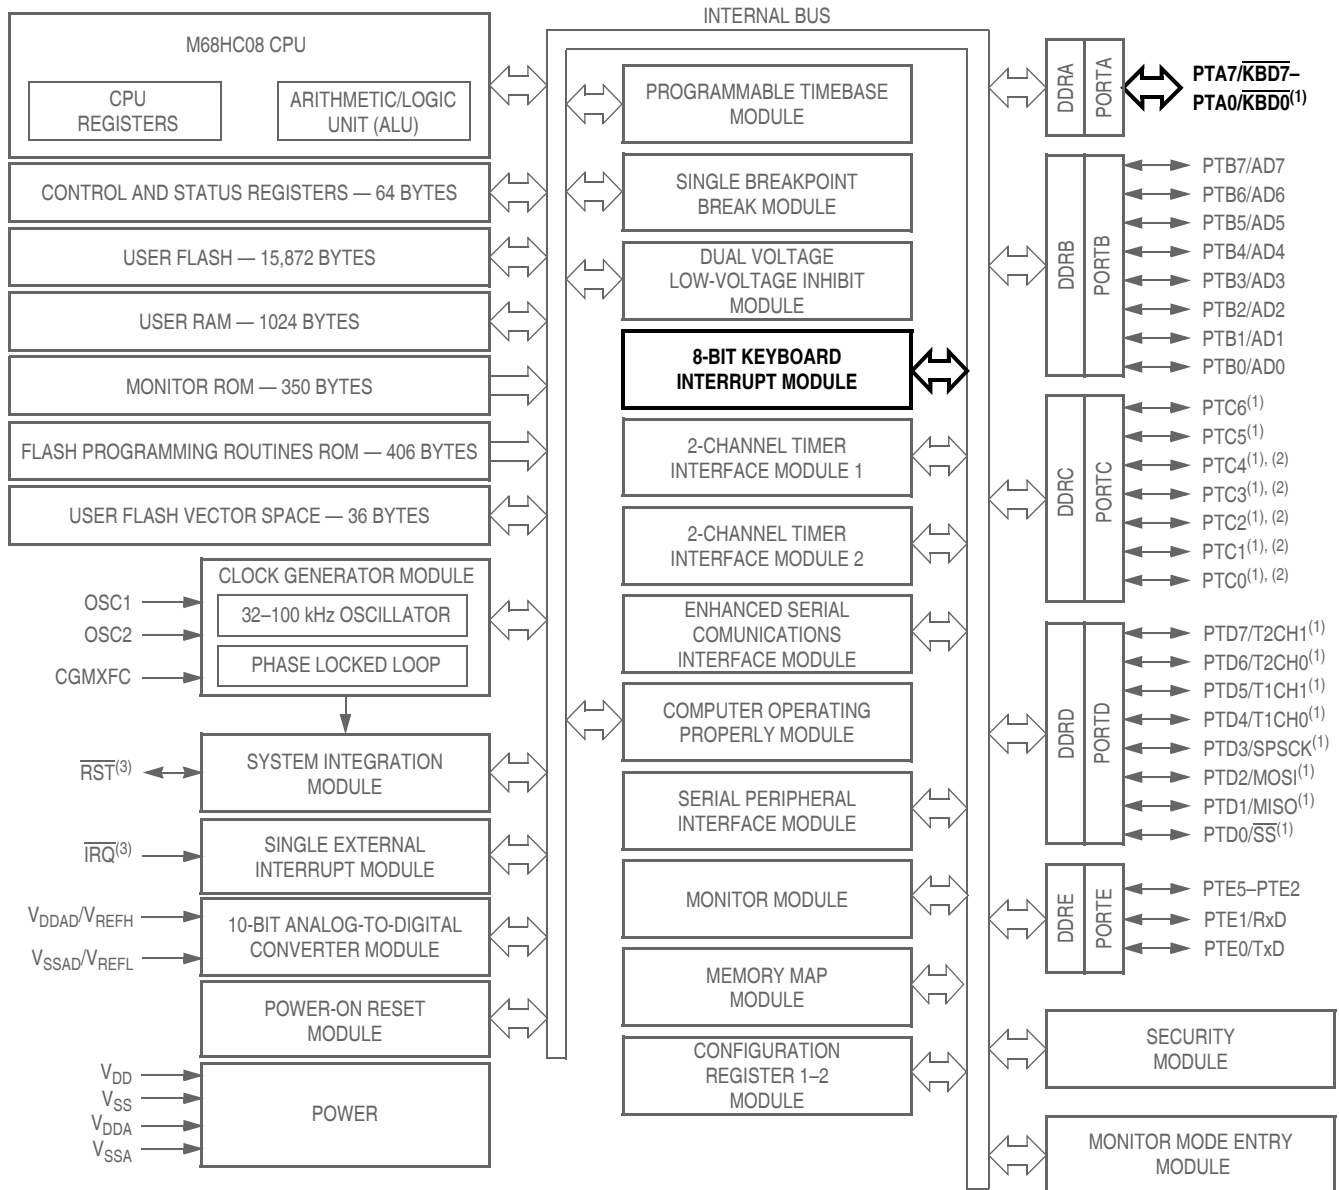 INTERNAL BUS
M68HC08 CPU
CPU
REGISTERS
ARITHMETIC/LOGIC
UNIT (ALU)
CONTROL AND STATUS REGISTERS — 64 BYTES
USER FLASH — 15,872 BYTES
USER RAM — 1024 BYTES
MONITOR ROM — 350 BYTES
FLASH PROGRAMMING ROUTINES ROM — 406 BYTES
USER FLASH VECTOR SPACE — 36 BYTES
CLOCK GENERATOR MODULE
32–100 kHz OSCILLATOR
PHASE LOCKED LOOP
OSC1
OSC2
CGMXFC
SYSTEM INTEGRATION
MODULE
RST(3)
SINGLE EXTERNAL
INTERRUPT MODULE
IRQ(3)
10-BIT ANALOG-TO-DIGITAL
CONVERTER MODULE
VDDAD/VREFH
VSSAD/VREFL
POWER-ON RESET
MODULE
POWER
VDD
VSS
VDDA
VSSA
PROGRAMMABLE TIMEBASE
MODULE
SINGLE BREAKPOINT
BREAK MODULE
DUAL VOLTAGE
LOW-VOLTAGE INHIBIT
MODULE
8-BIT KEYBOARD
INTERRUPT MODULE
2-CHANNEL TIMER
INTERFACE MODULE 1
2-CHANNEL TIMER
INTERFACE MODULE 2
ENHANCED SERIAL
COMUNICATIONS
INTERFACE MODULE
COMPUTER OPERATING
PROPERLY MODULE
SERIAL PERIPHERAL
INTERFACE MODULE
MONITOR MODULE
MEMORY MAP
MODULE
CONFIGURATION
REGISTER 1–2
MODULE
DDRA
PORTA
PTA7/KBD7–
PTA0/KBD0(1)
DDRB
PORTB
PTB7/AD7
PTB6/AD6
PTB5/AD5
PTB4/AD4
PTB3/AD3
PTB2/AD2
PTB1/AD1
PTB0/AD0
DDRC
PORTC
PTC6(1)
PTC5(1)
PTC4(1), (2)
PTC3(1), (2)
PTC2(1), (2)
PTC1(1), (2)
PTC0(1), (2)
DDRD
PORTD
PTD7/T2CH1(1)
PTD6/T2CH0(1)
PTD5/T1CH1(1)
PTD4/T1CH0(1)
PTD3/SPSCK(1)
PTD2/MOSI(1)
PTD1/MISO(1)
PTD0/SS(1)
DDRE
PORTE
PTE5–PTE2
PTE1/RxD
PTE0/TxD
SECURITY
MODULE
MONITOR MODE ENTRY
MODULE